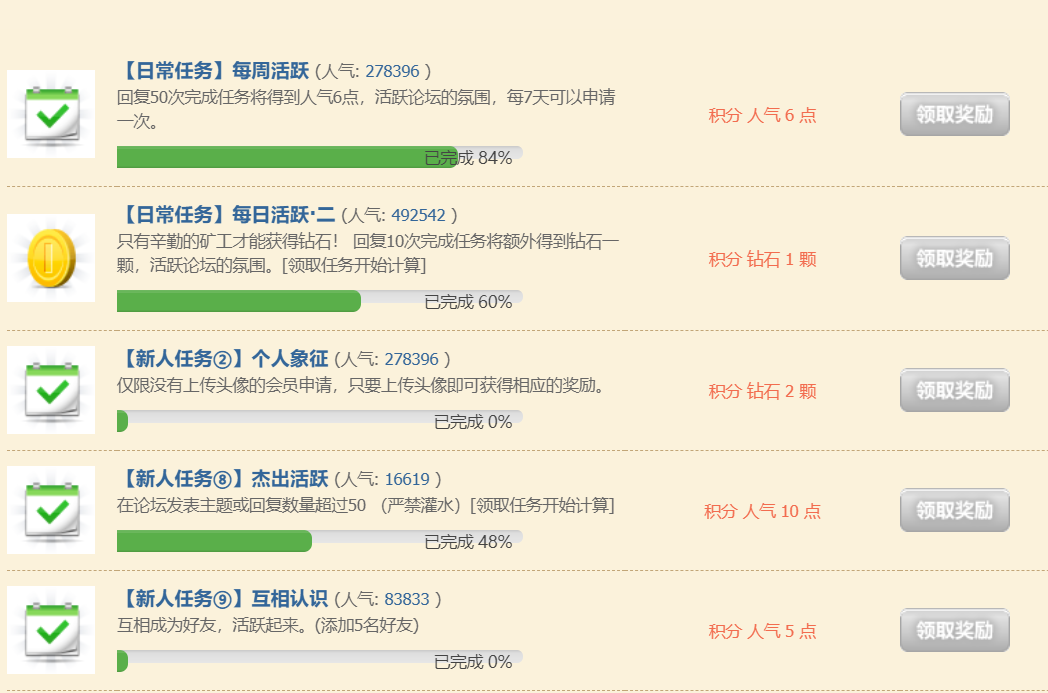 【日常任务】每周活跃 (人气: 278396 )
回复50次完成任务将得到人气6点，活跃论坛的氛围，每7天可以申请
一次。
积分 人气 6 点
领取奖励
已完成 84%
【日常任务】每日活跃·二 (人气: 492542 )
只有辛勤的矿工才能获得钻石！ 回复10次完成任务将额外得到钻石一
颗，活跃论坛的氛围。[领取任务开始计算]
积分 钻石 1 颗
领取奖励
已完成 60%
【新人任务②】个人象征 (人气: 278396 )
仅限没有上传头像的会员申请，只要上传头像即可获得相应的奖励。
积分 钻石 2 颗
领取奖励
已完成 0%
【新人任务⑧】杰出活跃 (人气: 16619 )
在论坛发表主题或回复数量超过50 （严禁灌水）[领取任务开始计算]
积分 人气 10 点
领取奖励
已完成 48%
【新人任务⑨】互相认识 (人气: 83833 )
互相成为好友，活跃起来。(添加5名好友)
积分 人气 5 点
领取奖励
已完成 0%